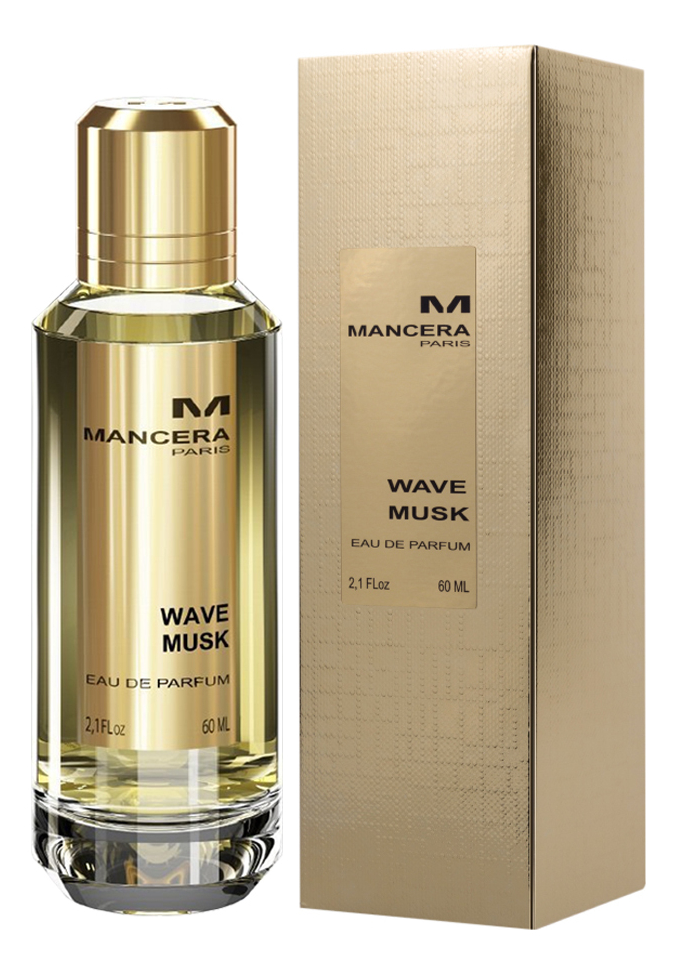 M
MANCERA
PARIS
WAVE
MUSK
EAU DE PARFUM
2,1 FLoz 60 ML
M
MANCERA
PARIS
WAVE
MUSK
EAU DE PARFUM
2,1 FLoz 60 ML